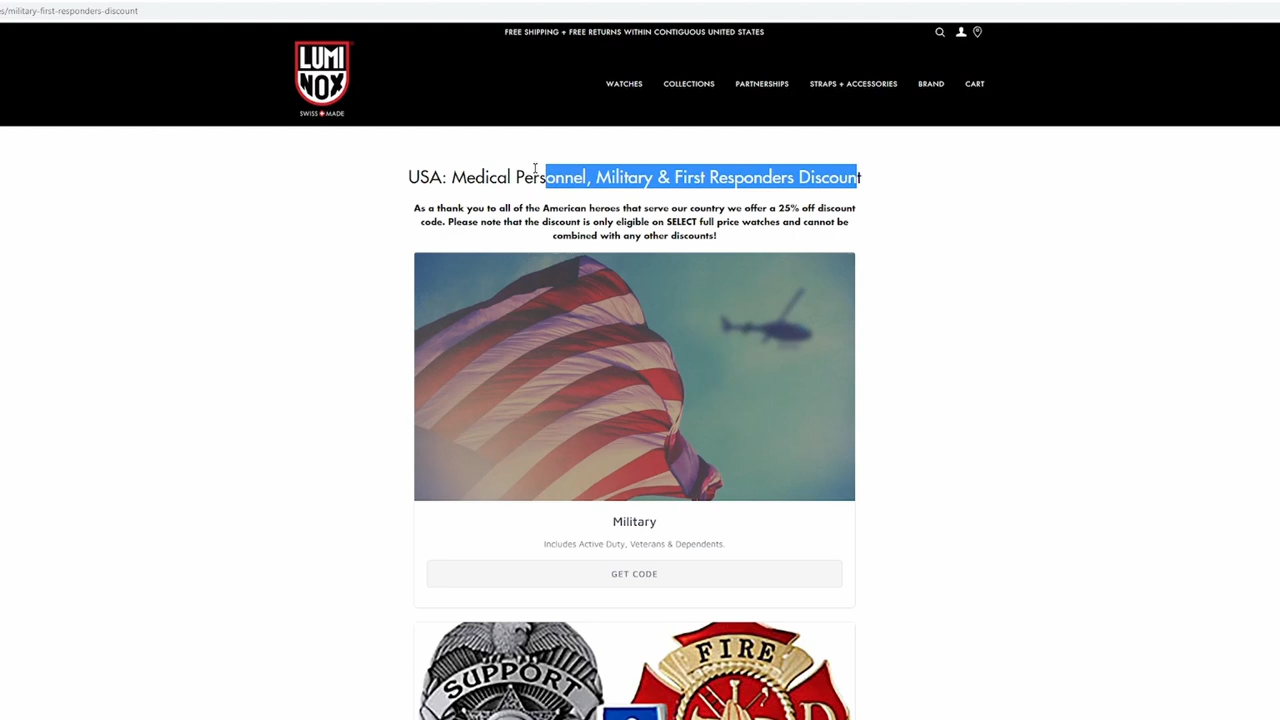 s/military-first-responders-discount
FREE SHIPPING + FREE RETURNS WITHIN CONTIGUOUS UNITED STATES
LUMI
NOX
SWISS MADE
WATCHES COLLECTIONS PARTNERSHIPS STRAPS + ACCESSORIES BRAND CART
USA: Medical Personnel, Military & First Responders Discount
As a thank you to all of the American heroes that serve our country we offer a 25% off discount
code. Please note that the discount is only eligible on SELECT full price watches and cannot be
combined with any other discounts!
Military
Includes Active Duty, Veterans & Dependents.
GET CODE
SUPPORT
FIRE